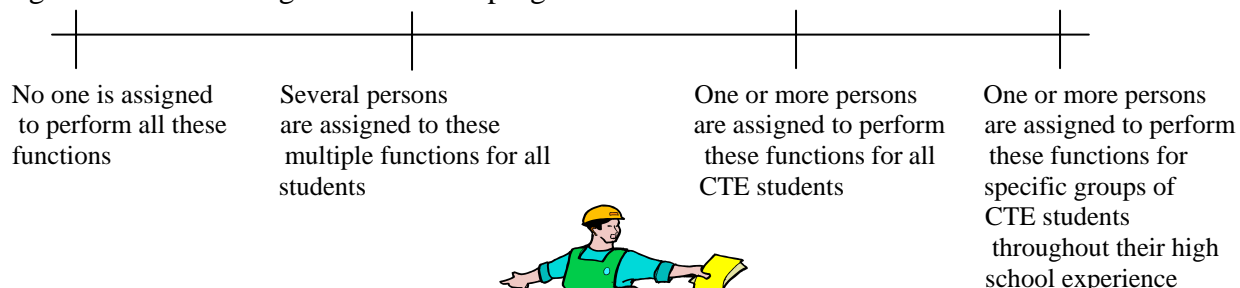 No one is assigned
to perform all these
functions
Several persons
are assigned to these
multiple functions for all
students
One or more persons
are assigned to perform
these functions for all
CTE students
One or more persons
are assigned to perform
these functions for
specific groups of
CTE students
throughout their high
school experience